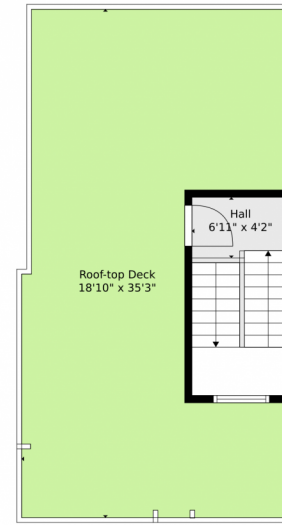 Hall
6'11" x 4'2"
Roof-top Deck
18'10" x 35'3"